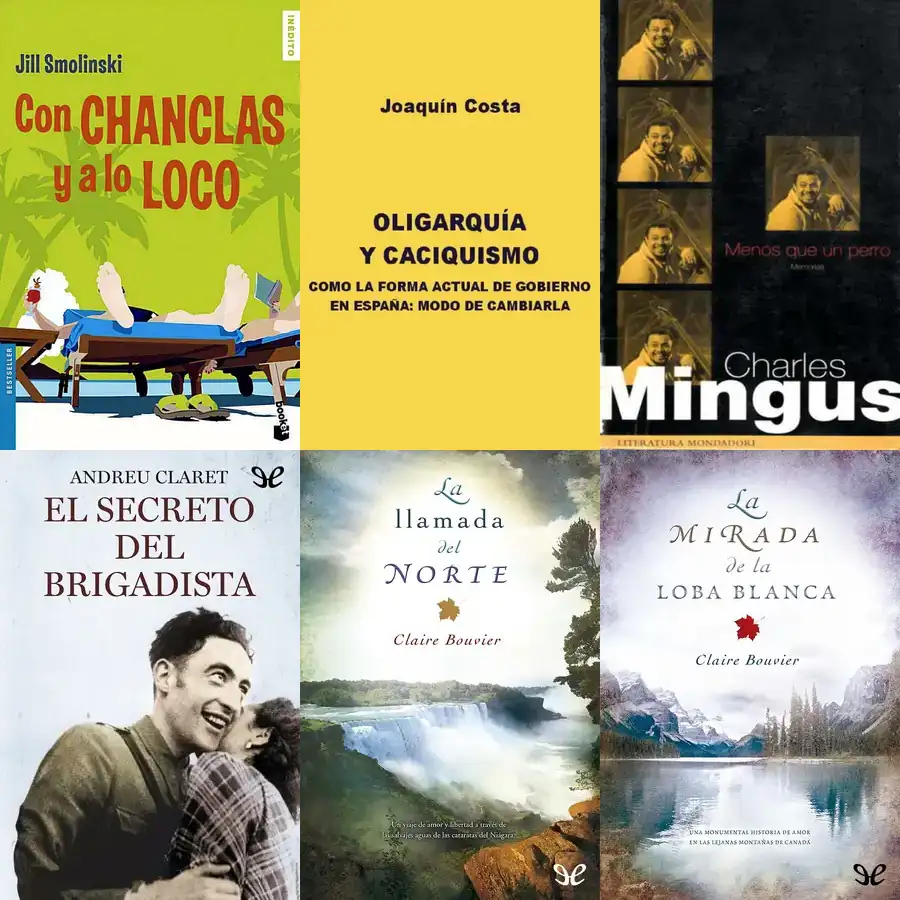 INÉDITO
Jill Smolinski
Con CHANCLAS
y a lo LOCO
BESTSELLER
booket
Joaquín Costa
OLIGARQUÍA
Y CACIQUISMO
COMO LA FORMA ACTUAL DE GOBIERNO
EN ESPAÑA: MODO DE CAMBIARLA
Menos que un perro
Memorias
Charles
Mingus
LITERATURA MONDADORI
ANDREU CLARET
EL SECRETO
DEL
BRIGADISTA
La
llamada
del
NORTE
Claire Bouvier
Un viaje de amor y libertad a través de
las salvajes aguas de las cataratas del Niágara
La
MIRADA
de la
LOBA BLANCA
Claire Bouvier
UNA MONUMENTAL HISTORIA DE AMOR
EN LAS LEJANAS MONTAÑAS DE CANADÁ